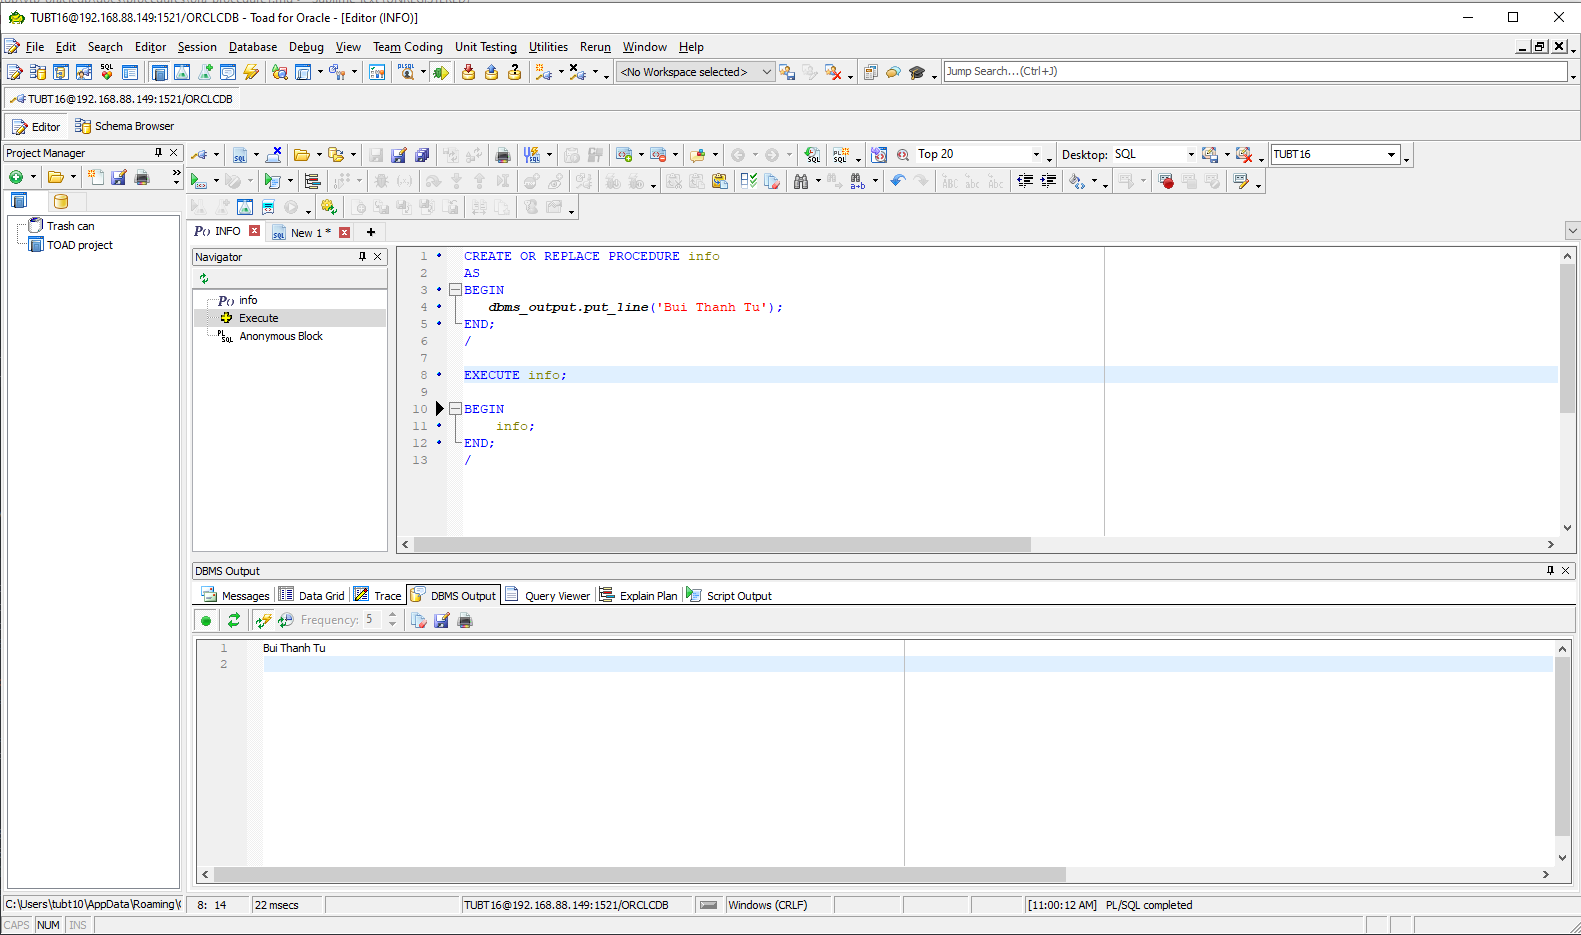 TUBT16@192.168.88.149:1521/ORCLCDB - Toad for Oracle - [Editor (INFO)]
File Edit Search Editor Session Database Debug View Team Coding Unit Testing Utilities Rerun Window Help
<No Workspace selected>
Jump Search...(Ctrl+J)
TUBT16@192.168.88.149:1521/ORCLCDB
Editor Schema Browser
Project Manager
Top 20
Desktop: SQL
TUBT16
Trash can
TOAD project
INFO
New 1 *
Navigator
info
Execute
Anonymous Block
1 CREATE OR REPLACE PROCEDURE info
2 AS
3 BEGIN
4 dbms_output.put_line('Bui Thanh Tu');
5 END;
6 /
7
8 EXECUTE info;
9
10 BEGIN
11 info;
12 END;
13 /
DBMS Output
Messages Data Grid Trace DBMS Output Query Viewer Explain Plan Script Output
Frequency: 5
1 Bui Thanh Tu
2
C:\Users\tubt10\AppData\Roaming\
8: 14
22 msecs
TUBT16@192.168.88.149:1521/ORCLCDB
Windows (CRLF)
[11:00:12 AM] PL/SQL completed
CAPS NUM INS